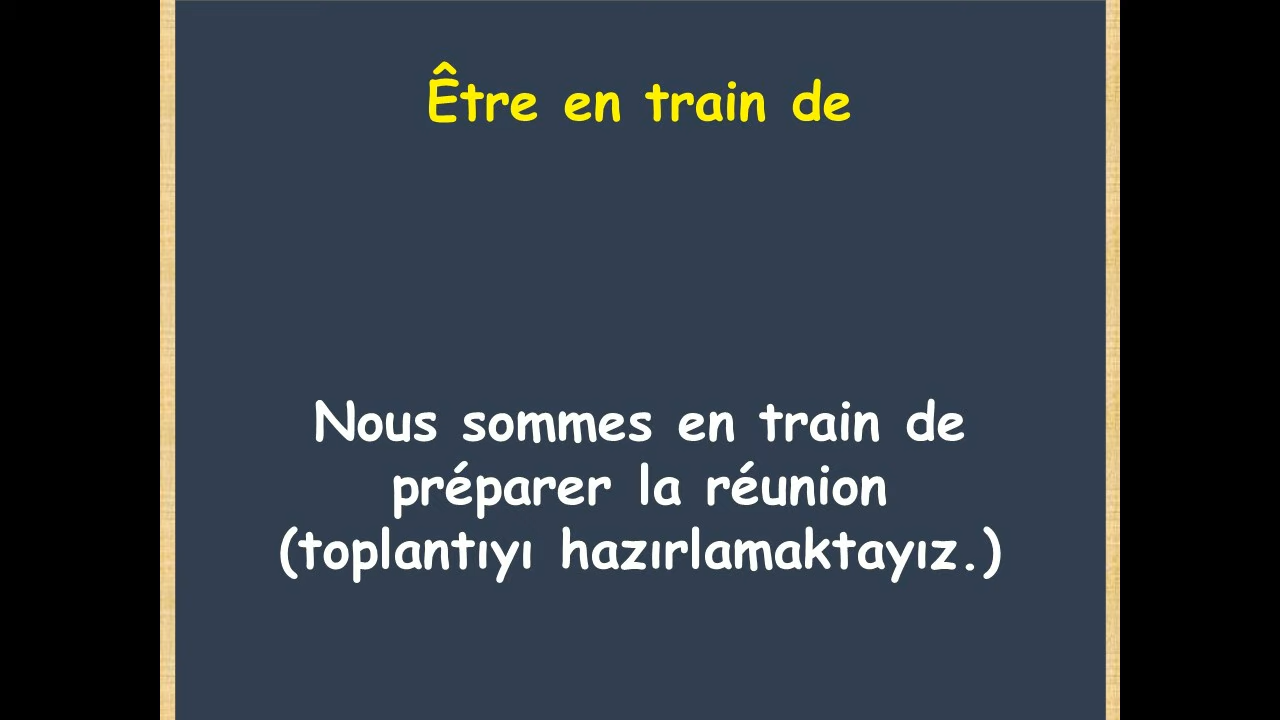 Être en train de
Nous sommes en train de
préparer la réunion
(toplantıyı hazırlamaktayız.)